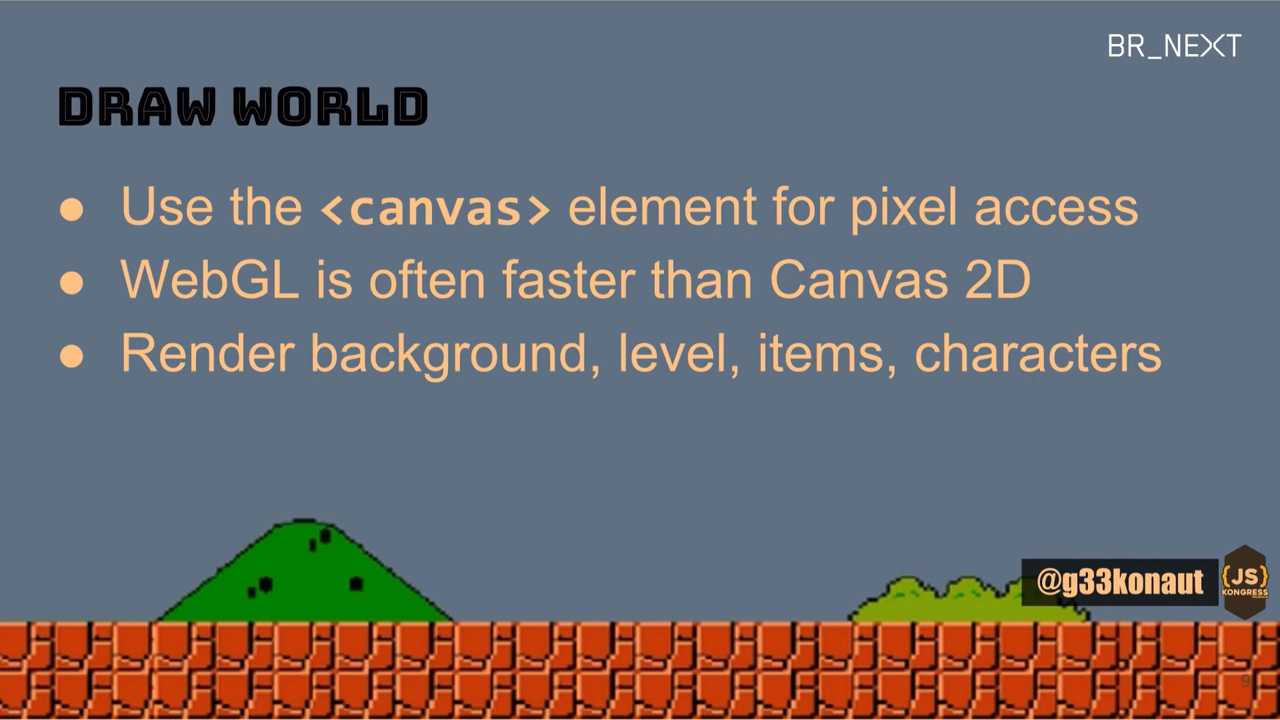 BR_NEXT
DRAW WORLD
● Use the <canvas> element for pixel access
● WebGL is often faster than Canvas 2D
● Render background, level, items, characters
@g33konaut
{JS}
KONGRESS